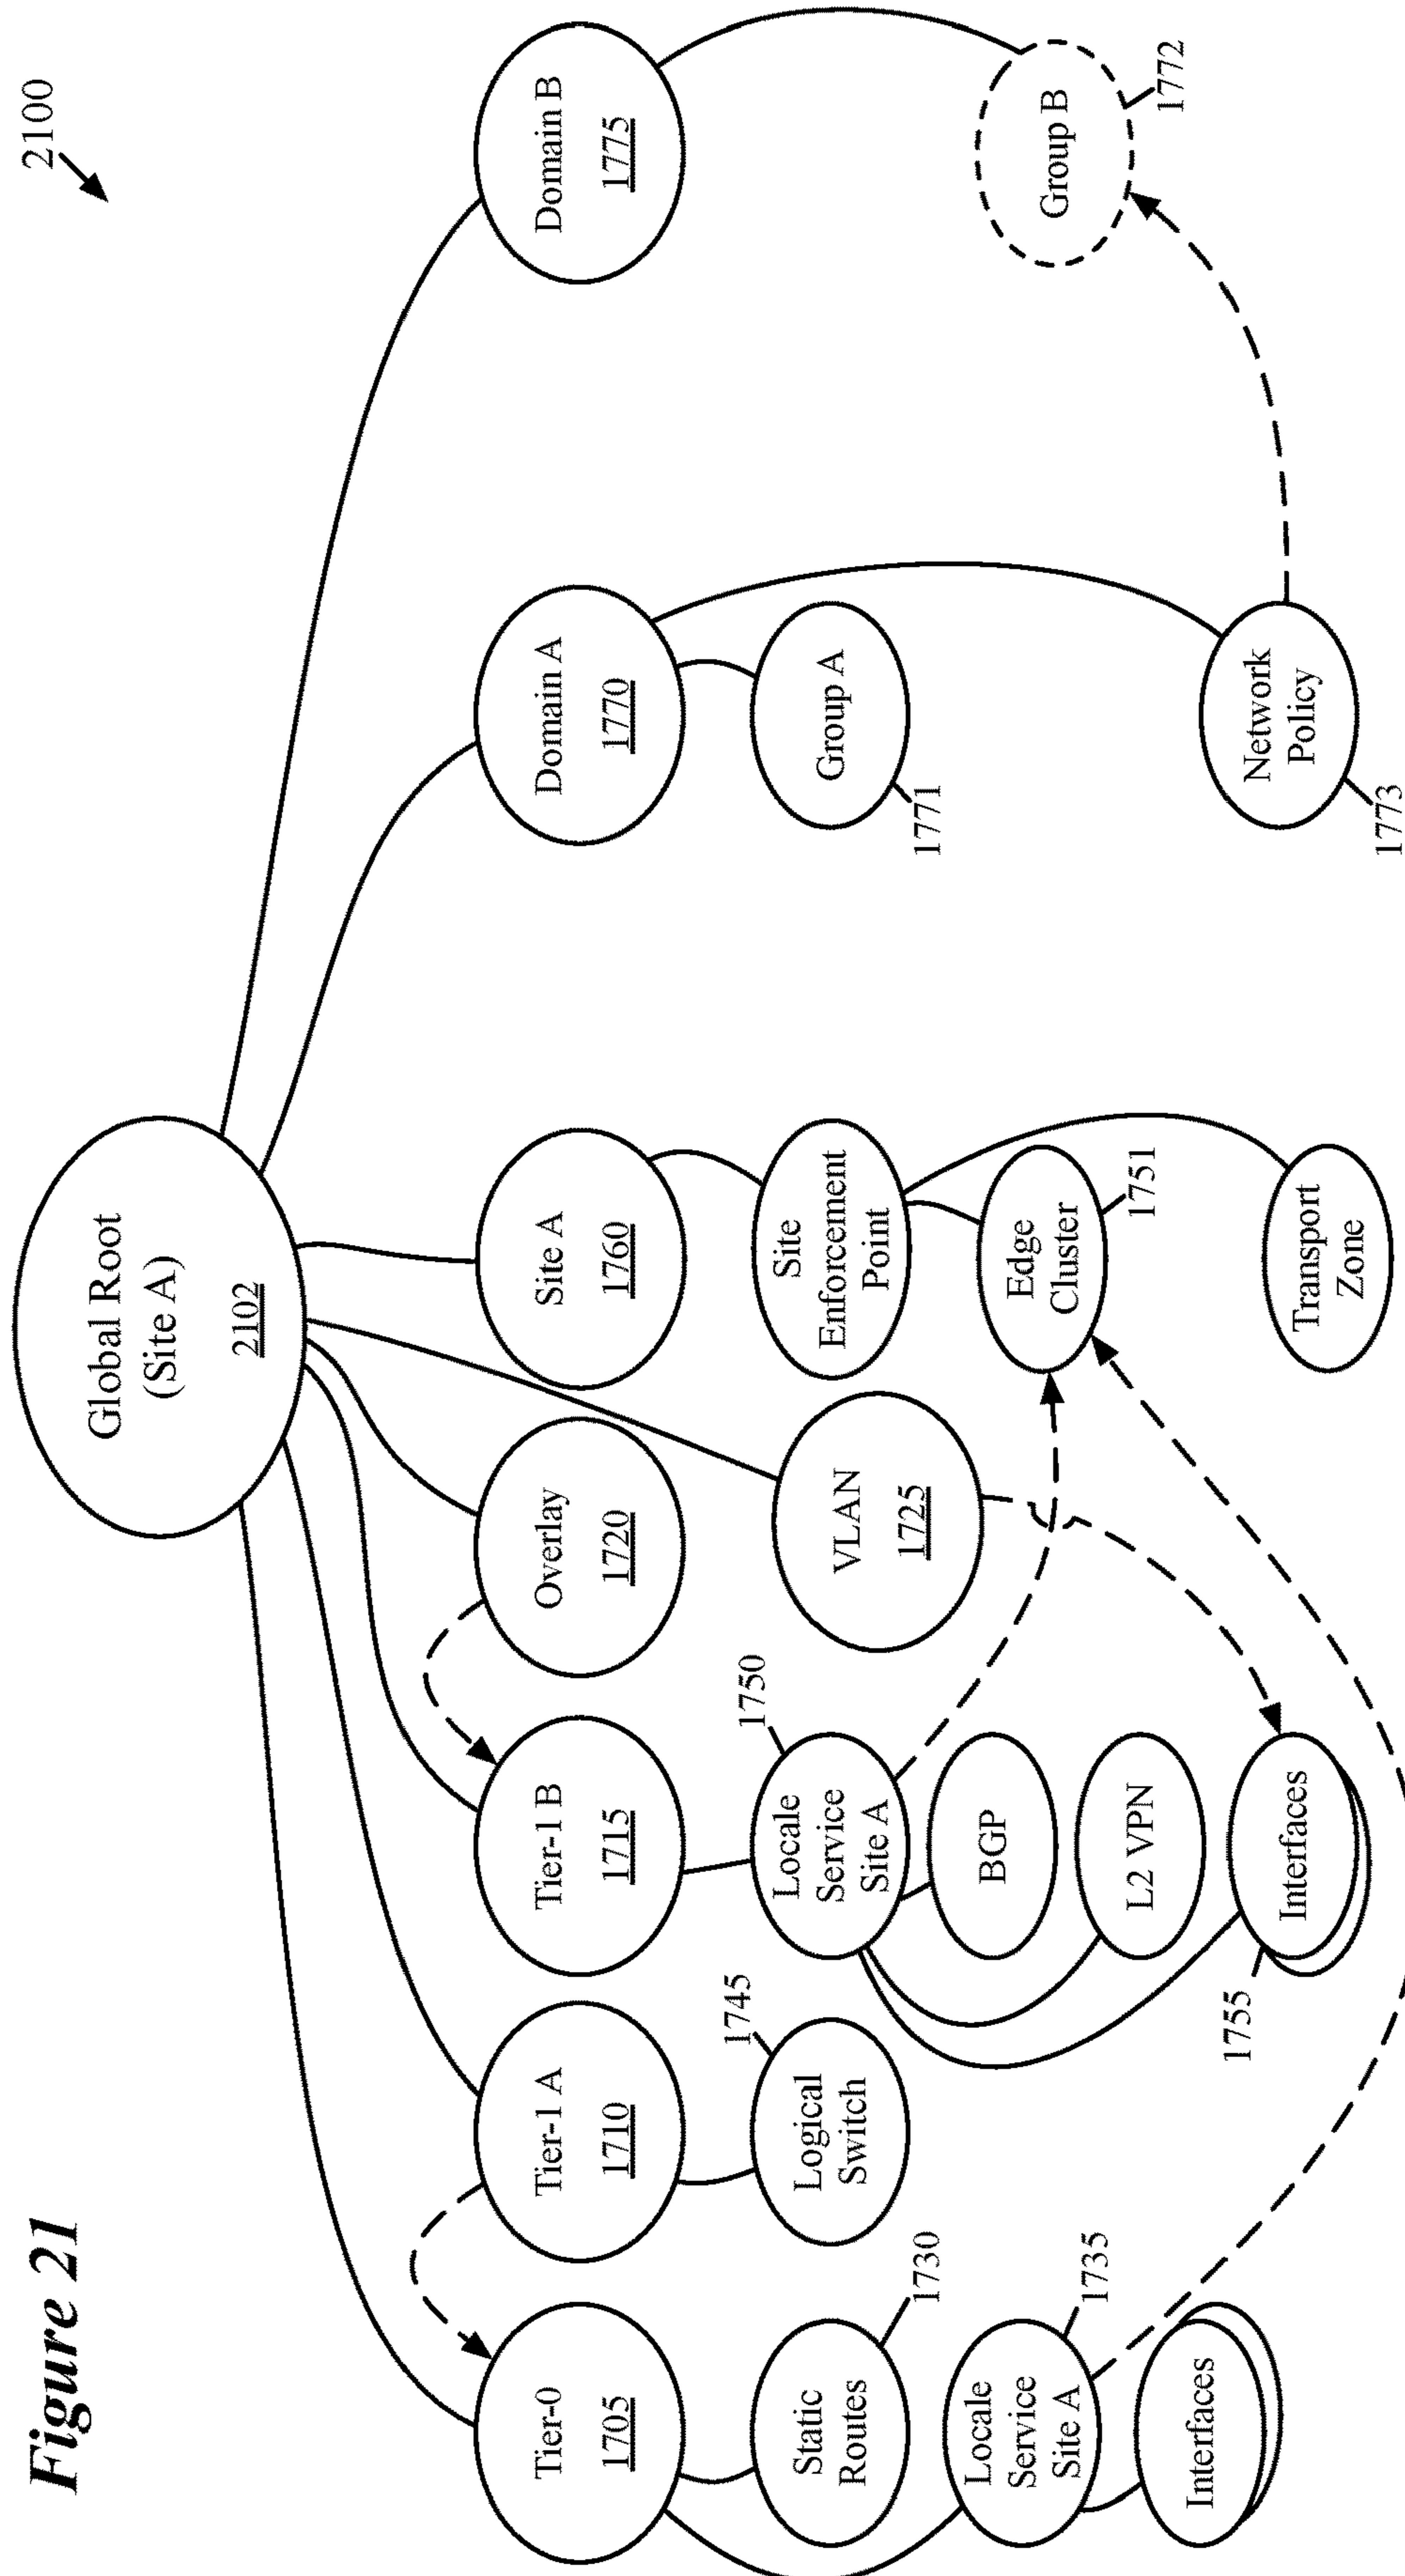 Figure 21
2100
Global Root
(Site A)
2102
Tier-0
1705
Tier-1 A
1710
Tier-1 B
1715
Overlay
1720
Site A
1760
Domain A
1770
Domain B
1775
Static
Routes
1730
Locale
Service
Site A
1735
Interfaces
Logical
Switch
1745
Locale
Service
Site A
1750
BGP
L2 VPN
Interfaces
1755
VLAN
1725
Site
Enforcement
Point
Edge
Cluster
1751
Transport
Zone
Group A
1771
Network
Policy
1773
Group B
1772